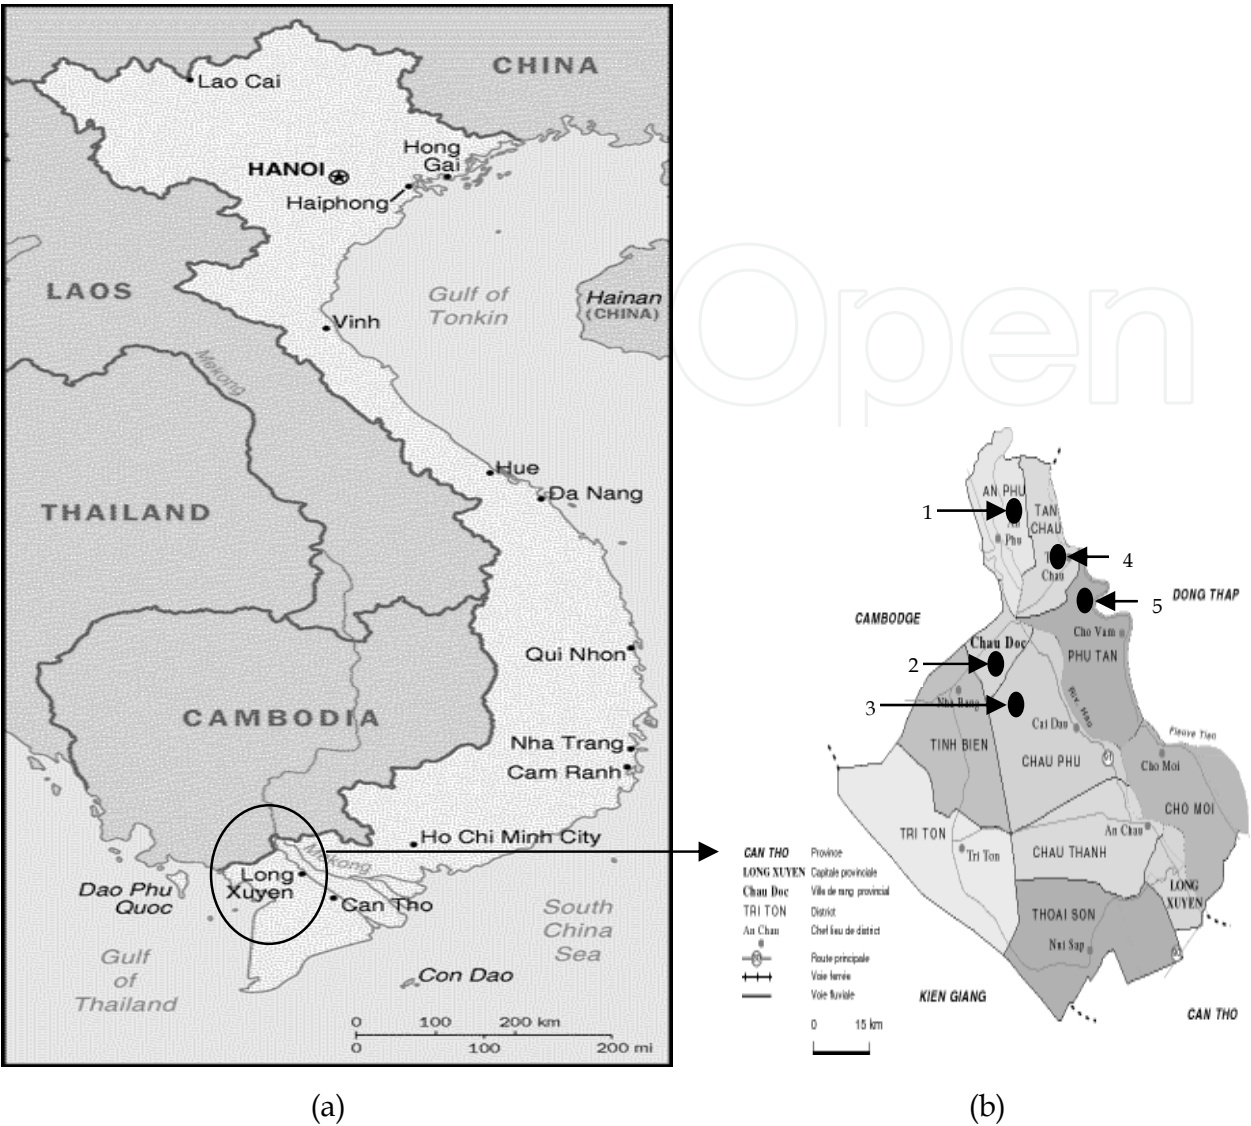 CHINA
Lao Cai
Hong
Gai
HANOI
Haiphong
LAOS
Gulf of
Tonkin
Hainan
(CHINA)
Vinh
Mekong
Hue
Da Nang
THAILAND
Qui Nhon
CAMBODIA
Nha Trang
Cam Ranh
Ho Chi Minh City
Mekong
Long
Xuyen
Dao Phu
Quoc
Can Tho
South
China
Sea
Gulf
of
Thailand
Con Dao
0 100 200 km
0 100 200 mi
(a)
Open
AN PHU
1
TAN
CHAU
Phu
4
Chau
5
DONG THAP
CAMBODGE
Cho Vam
Chau Doc
PHU TAN
2
3
Riv. Hau
Cai Dau
Fleuve Tien
TINH BIEN
CHAU PHU
Cho Moi
CHO MOI
TRI TON
An Chau
Tri Ton
CHAU THANH
LONG
XUYEN
THOAI SON
Nui Sap
KIEN GIANG
CAN THO
CAN THO Province
LONG XUYEN Capitale provinciale
Chau Doc Ville de rang provincial
TRI TON District
An Chau Chef lieu de district
Route principale
Voie ferrée
Voie fluviale
0 15 km
(b)